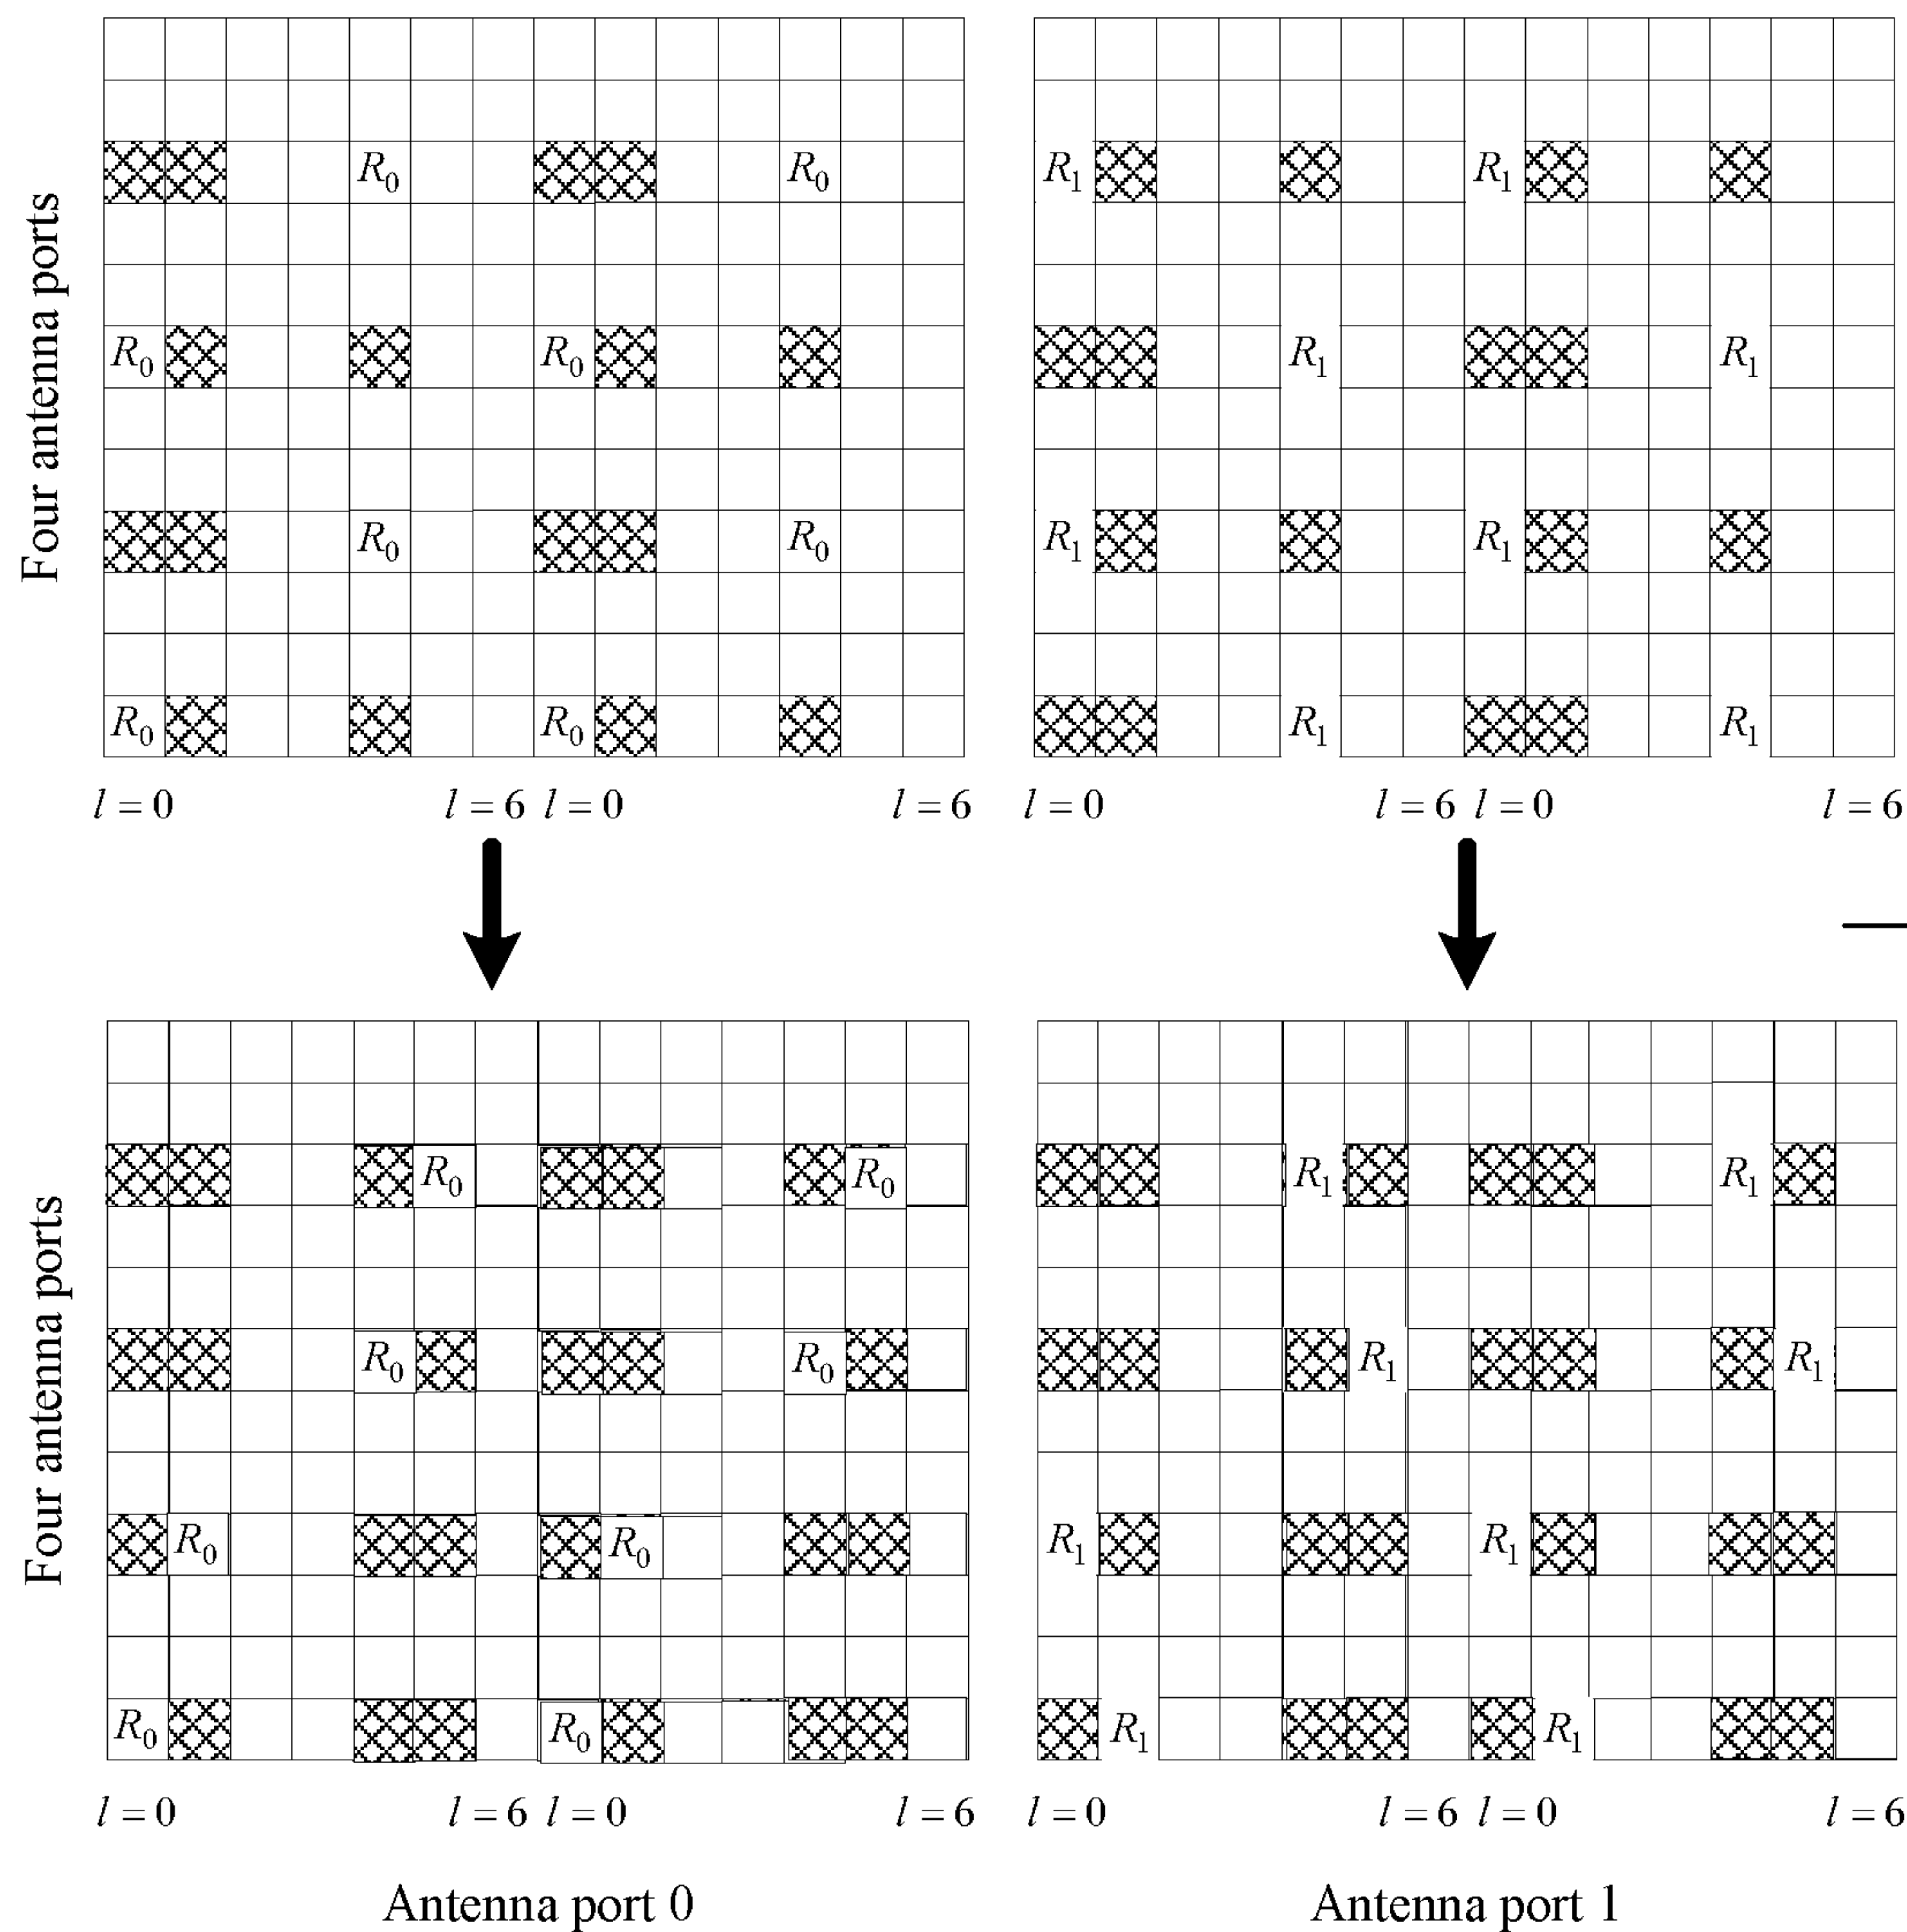 Four antenna ports
R0 R0
R0 R0
R0 R0
R0 R0
l = 0 l = 6 l = 0 l = 6
R1 R1
R1 R1
R1 R1
R1 R1
l = 0 l = 6 l = 0 l = 6
Four antenna ports
R0 R0
R0 R0
R0 R0
R0 R0
l = 0 l = 6 l = 0 l = 6
Antenna port 0
R1 R1
R1 R1
R1 R1
R1 R1
l = 0 l = 6 l = 0 l = 6
Antenna port 1